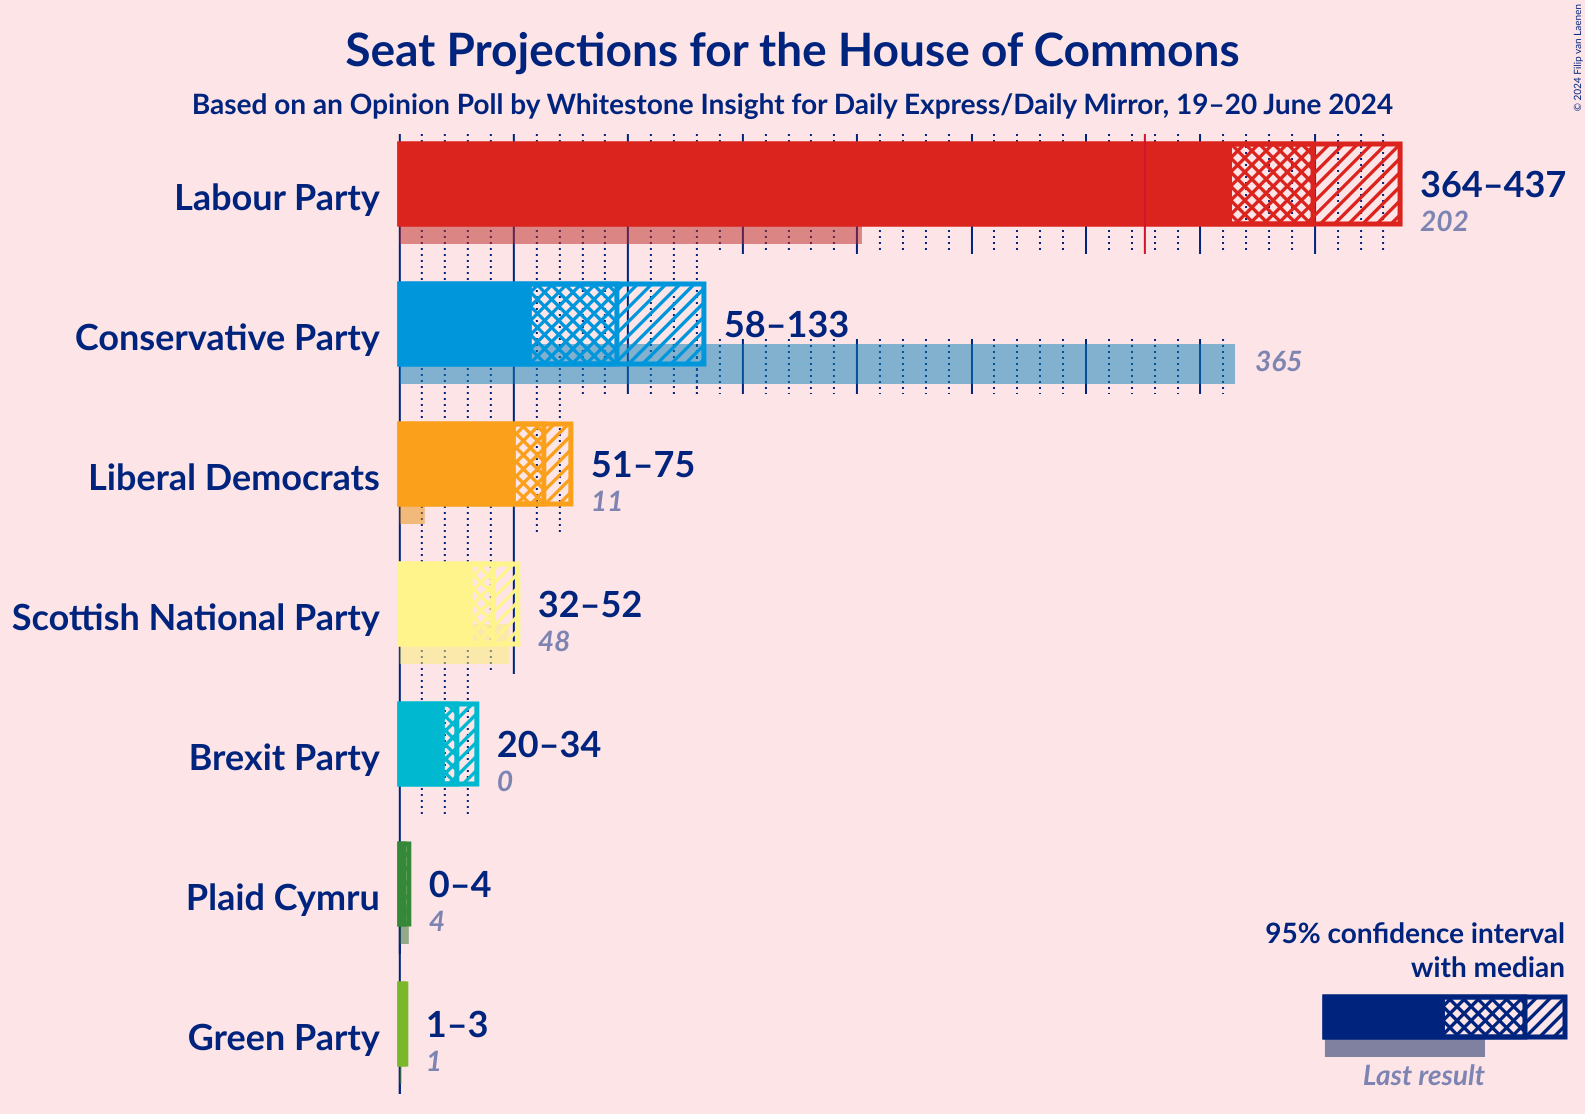 Seat Projections for the House of Commons
Based on an Opinion Poll by Whitestone Insight for Daily Express/Daily Mirror, 19–20 June 2024
© 2024 Filip van Laenen
Labour Party
364–437
202
Conservative Party
58–133
365
Liberal Democrats
51–75
11
Scottish National Party
32–52
48
Brexit Party
20–34
0
Plaid Cymru
0–4
4
Green Party
1–3
1
95% confidence interval
with median
Last result